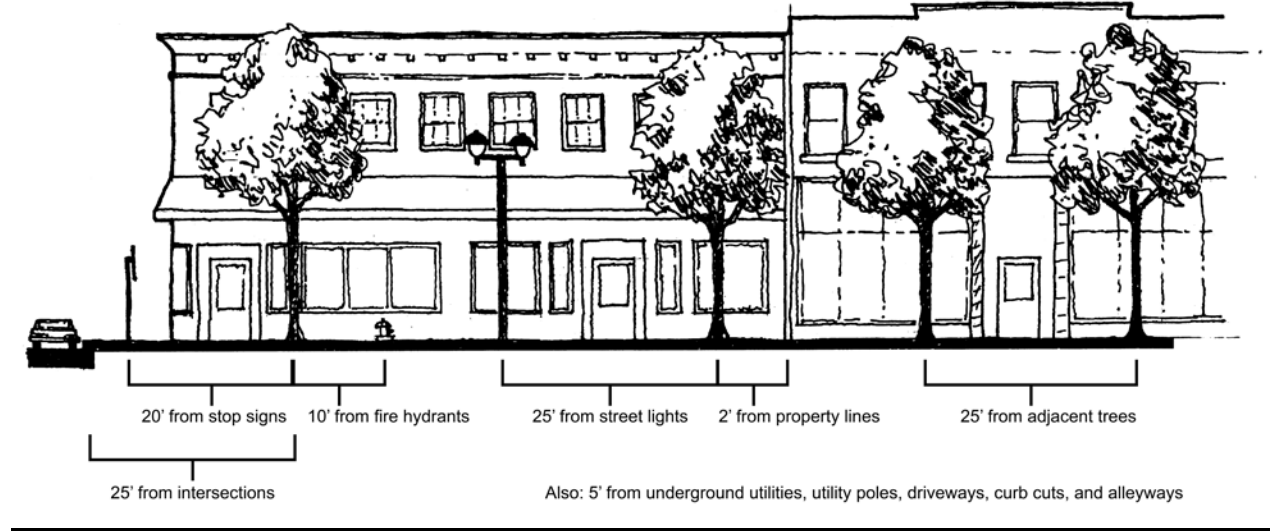 20’ from stop signs
10’ from fire hydrants
25’ from street lights
2’ from property lines
25’ from adjacent trees
25’ from intersections
Also: 5’ from underground utilities, utility poles, driveways, curb cuts, and alleyways